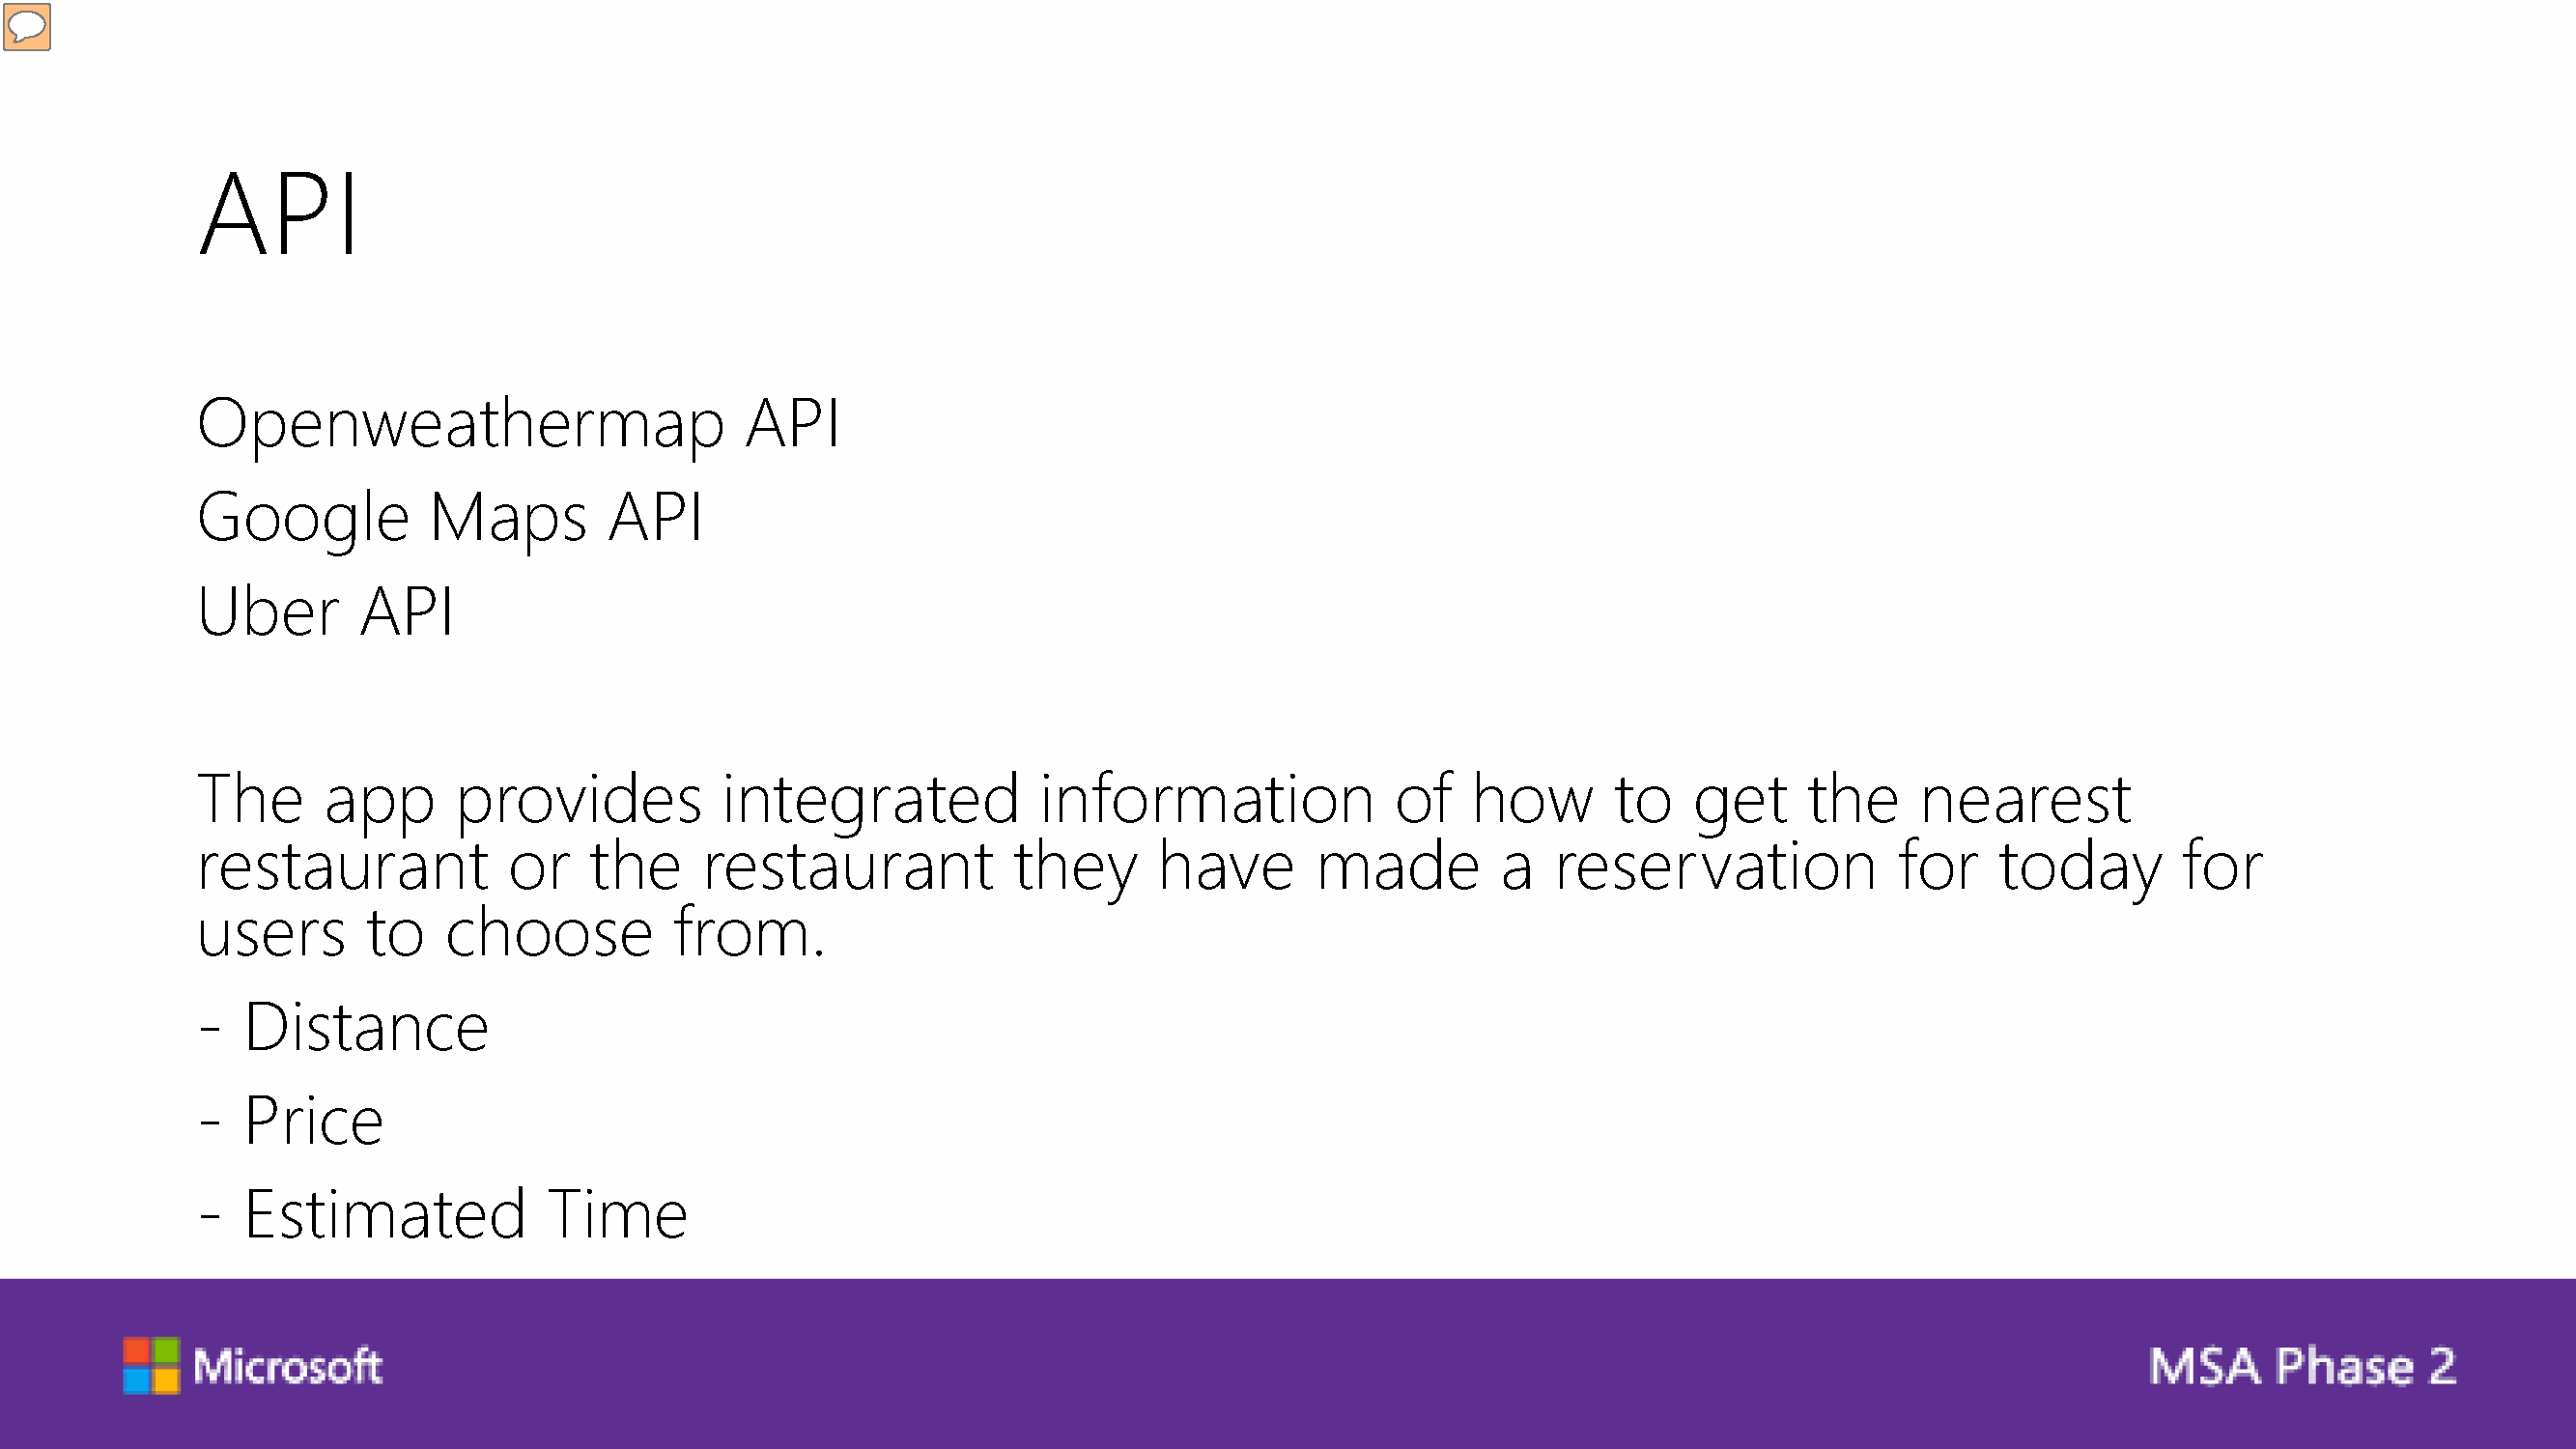 API
Openweathermap API
Google Maps API
Uber API
The app provides integrated information of how to get the nearest
restaurant or the restaurant they have made a reservation for today for
users to choose from.
- Distance
- Price
- Estimated Time
Microsoft
MSA Phase 2